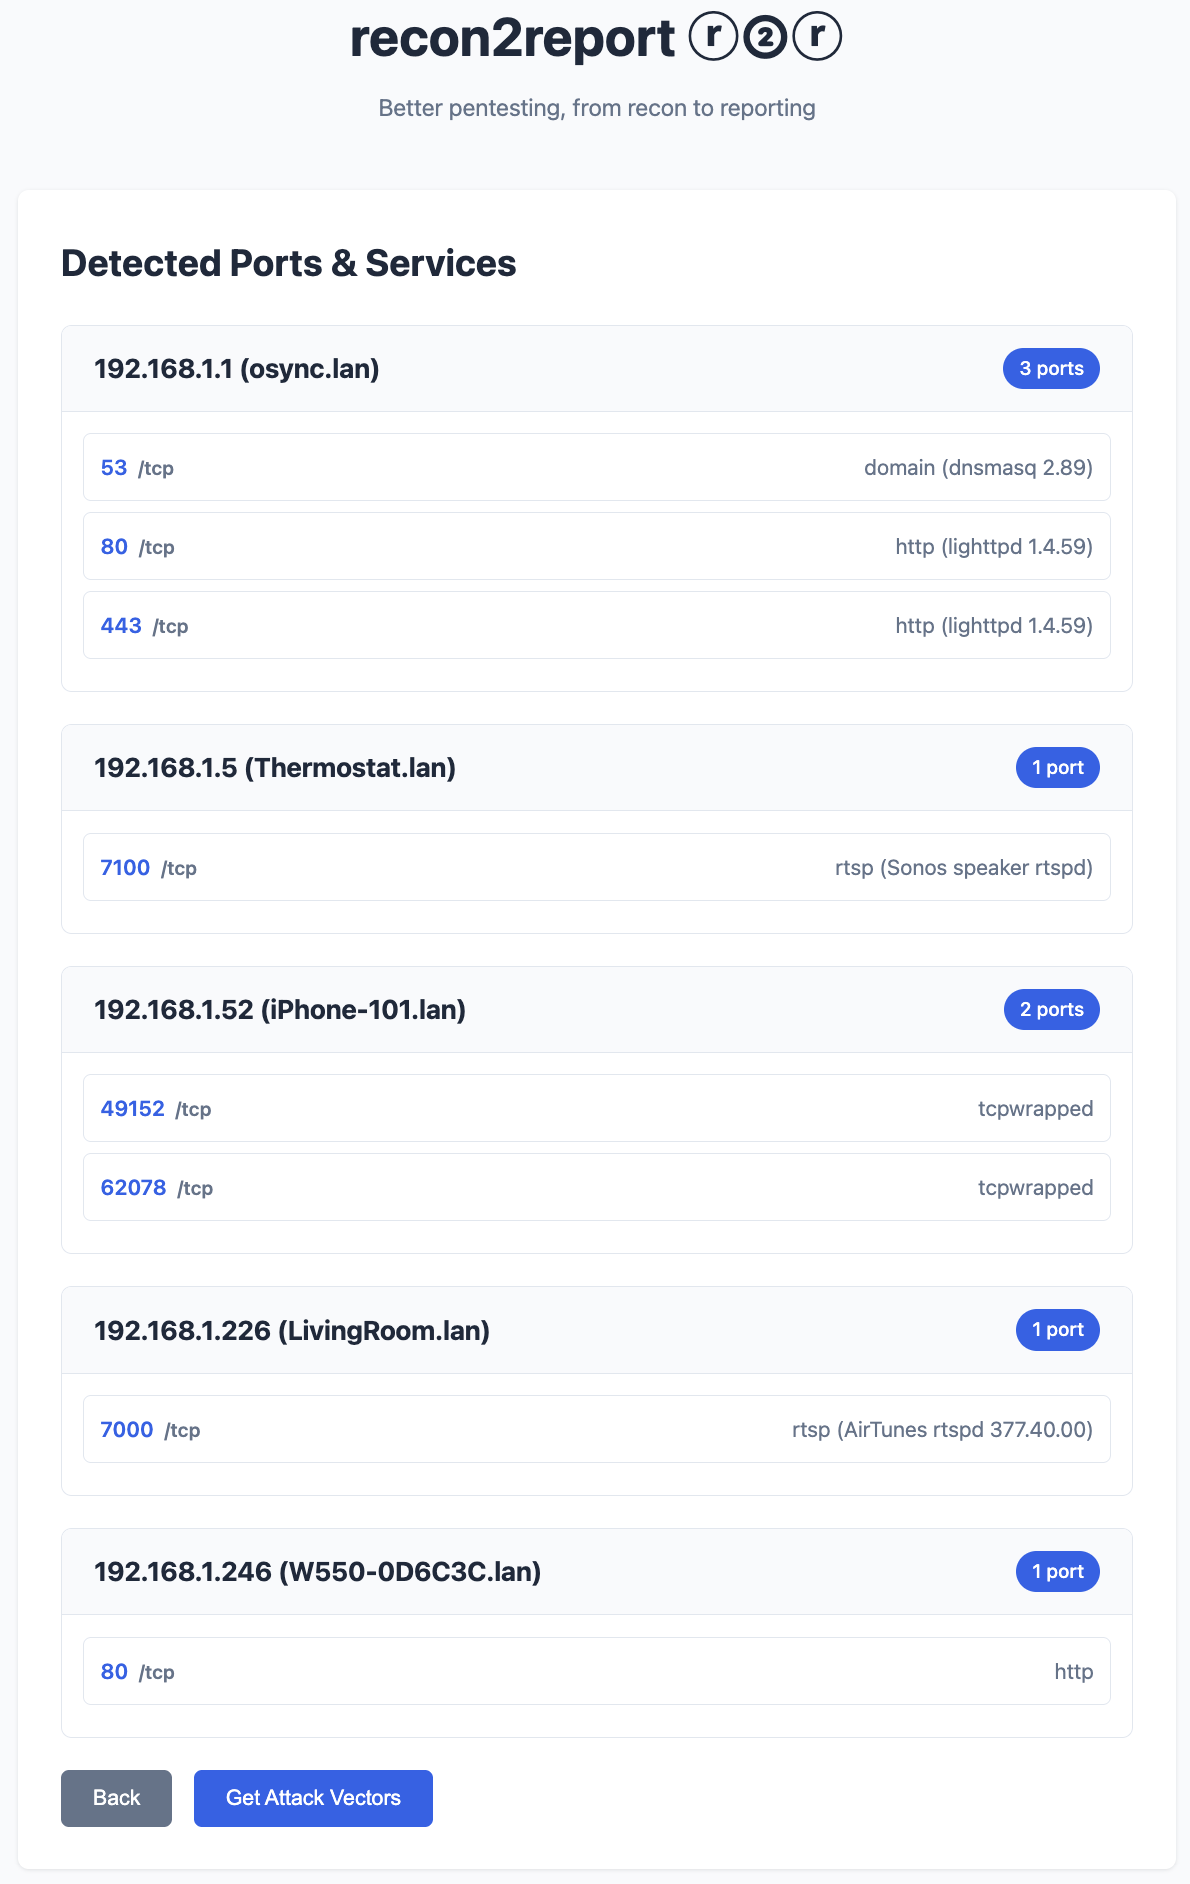 recon2report ⓡ❷ⓡ
Better pentesting, from recon to reporting
Detected Ports & Services
192.168.1.1 (osync.lan) 3 ports
53 /tcp domain (dnsmasq 2.89)
80 /tcp http (lighttpd 1.4.59)
443 /tcp http (lighttpd 1.4.59)
192.168.1.5 (Thermostat.lan) 1 port
7100 /tcp rtsp (Sonos speaker rtspd)
192.168.1.52 (iPhone-101.lan) 2 ports
49152 /tcp tcpwrapped
62078 /tcp tcpwrapped
192.168.1.226 (LivingRoom.lan) 1 port
7000 /tcp rtsp (AirTunes rtspd 377.40.00)
192.168.1.246 (W550-0D6C3C.lan) 1 port
80 /tcp http
Back Get Attack Vectors